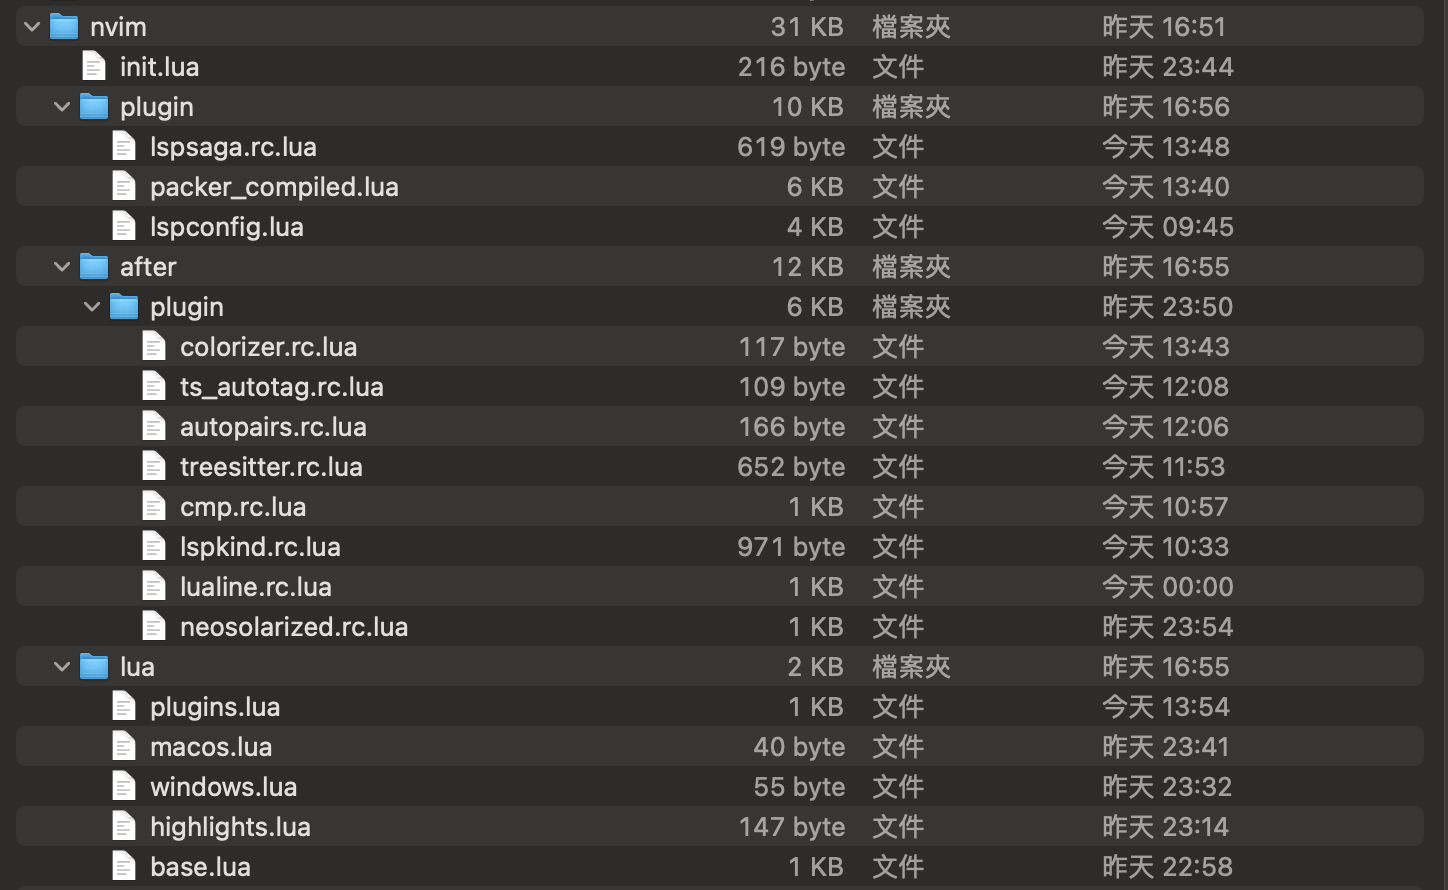 nvim 31 KB 檔案夾 昨天 16:51
init.lua 216 byte 文件 昨天 23:44
plugin 10 KB 檔案夾 昨天 16:56
lspsaga.rc.lua 619 byte 文件 今天 13:48
packer_compiled.lua 6 KB 文件 今天 13:40
lspconfig.lua 4 KB 文件 今天 09:45
after 12 KB 檔案夾 昨天 16:55
plugin 6 KB 檔案夾 昨天 23:50
colorizer.rc.lua 117 byte 文件 今天 13:43
ts_autotag.rc.lua 109 byte 文件 今天 12:08
autopairs.rc.lua 166 byte 文件 今天 12:06
treesitter.rc.lua 652 byte 文件 今天 11:53
cmp.rc.lua 1 KB 文件 今天 10:57
lspkind.rc.lua 971 byte 文件 今天 10:33
lualine.rc.lua 1 KB 文件 今天 00:00
neosolarized.rc.lua 1 KB 文件 昨天 23:54
lua 2 KB 檔案夾 昨天 16:55
plugins.lua 1 KB 文件 今天 13:54
macos.lua 40 byte 文件 昨天 23:41
windows.lua 55 byte 文件 昨天 23:32
highlights.lua 147 byte 文件 昨天 23:14
base.lua 1 KB 文件 昨天 22:58